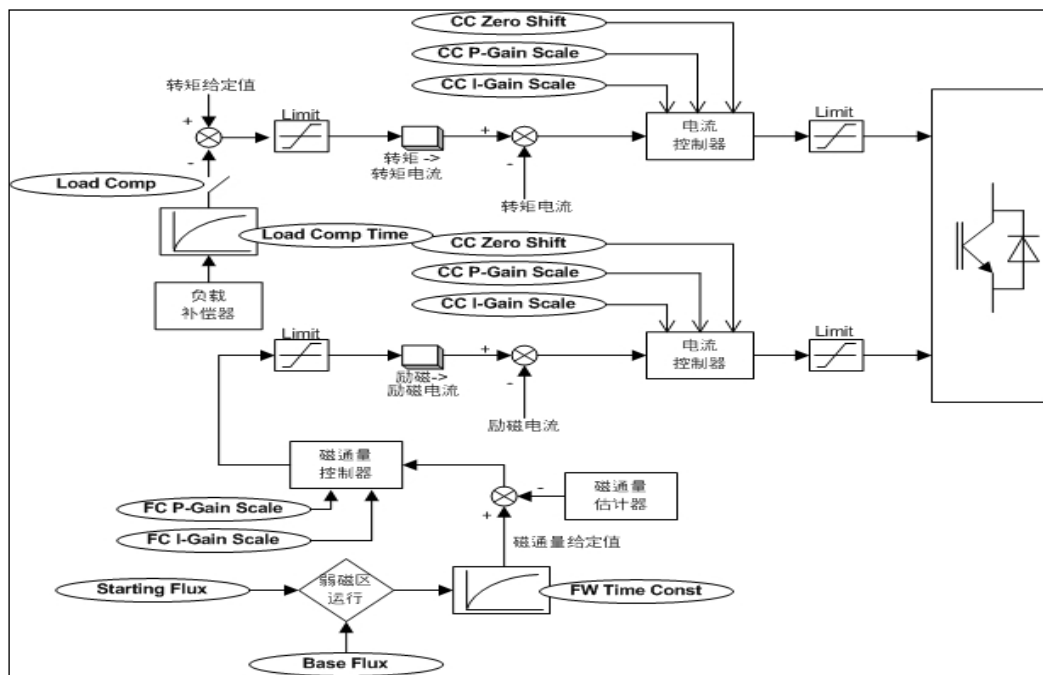 CC Zero Shift
CC P-Gain Scale
CC I-Gain Scale
转矩给定值
+
Limit
-
转矩 ->
转矩电流
+
-
转矩电流
电流
控制器
Limit
Load Comp
Load Comp Time
负载
补偿器
CC Zero Shift
CC P-Gain Scale
CC I-Gain Scale
Limit
励磁->
励磁电流
+
-
励磁电流
电流
控制器
Limit
磁通量
控制器
FC P-Gain Scale
FC I-Gain Scale
-
+
磁通量
估计器
磁通量给定值
Starting Flux
弱磁区
运行
FW Time Const
Base Flux